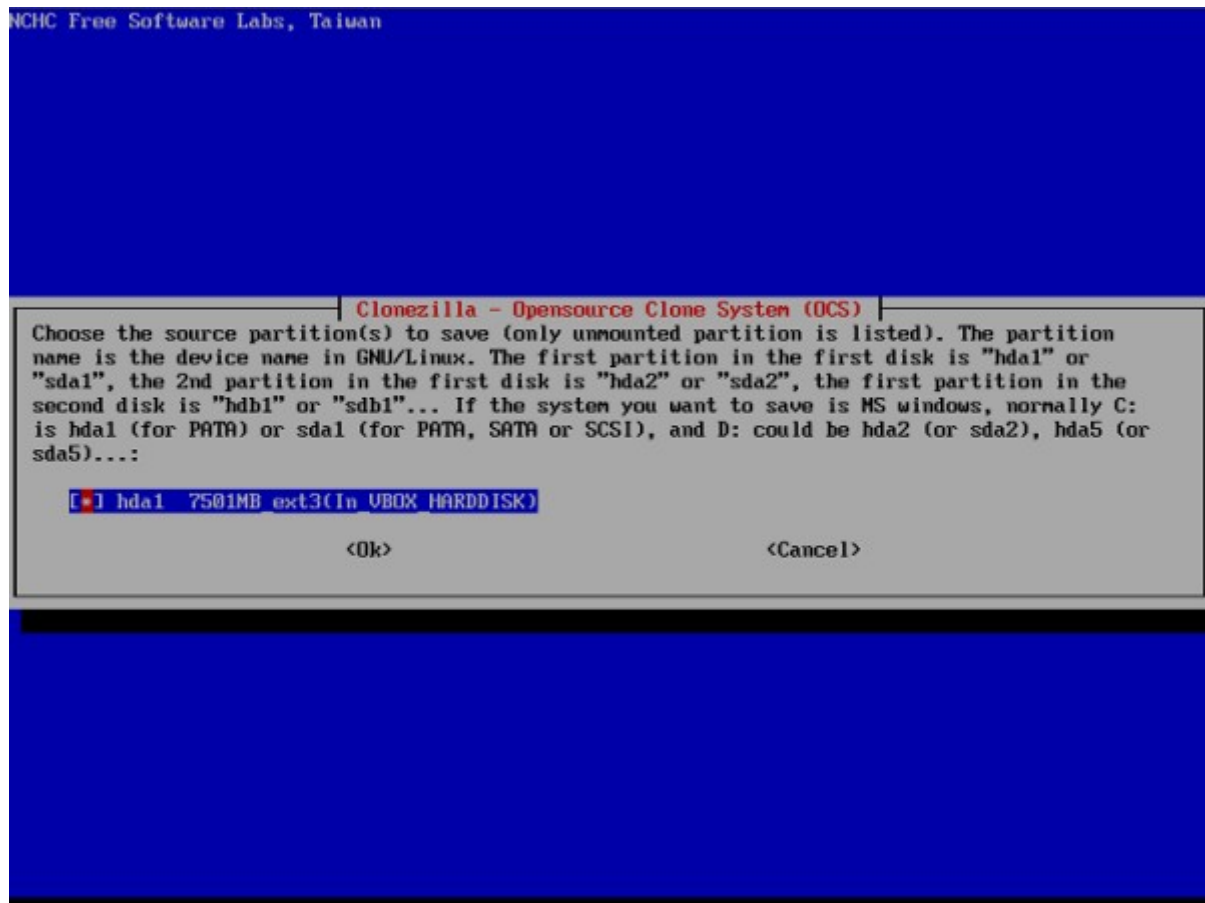 NCHC Free Software Labs, Taiwan
Clonezilla - Opensource Clone System (OCS)
Choose the source partition(s) to save (only unmounted partition is listed). The partition
name is the device name in GNU/Linux. The first partition in the first disk is "hda1" or
"sda1", the 2nd partition in the first disk is "hda2" or "sda2", the first partition in the
second disk is "hdb1" or "sdb1"... If the system you want to save is MS windows, normally C:
is hda1 (for PATA) or sda1 (for PATA, SATA or SCSI), and D: could be hda2 (or sda2), hda5 (or
sda5)...:
[*] hda1 7501MB_ext3(In_VBOX_HARDDISK)
<Ok> <Cancel>